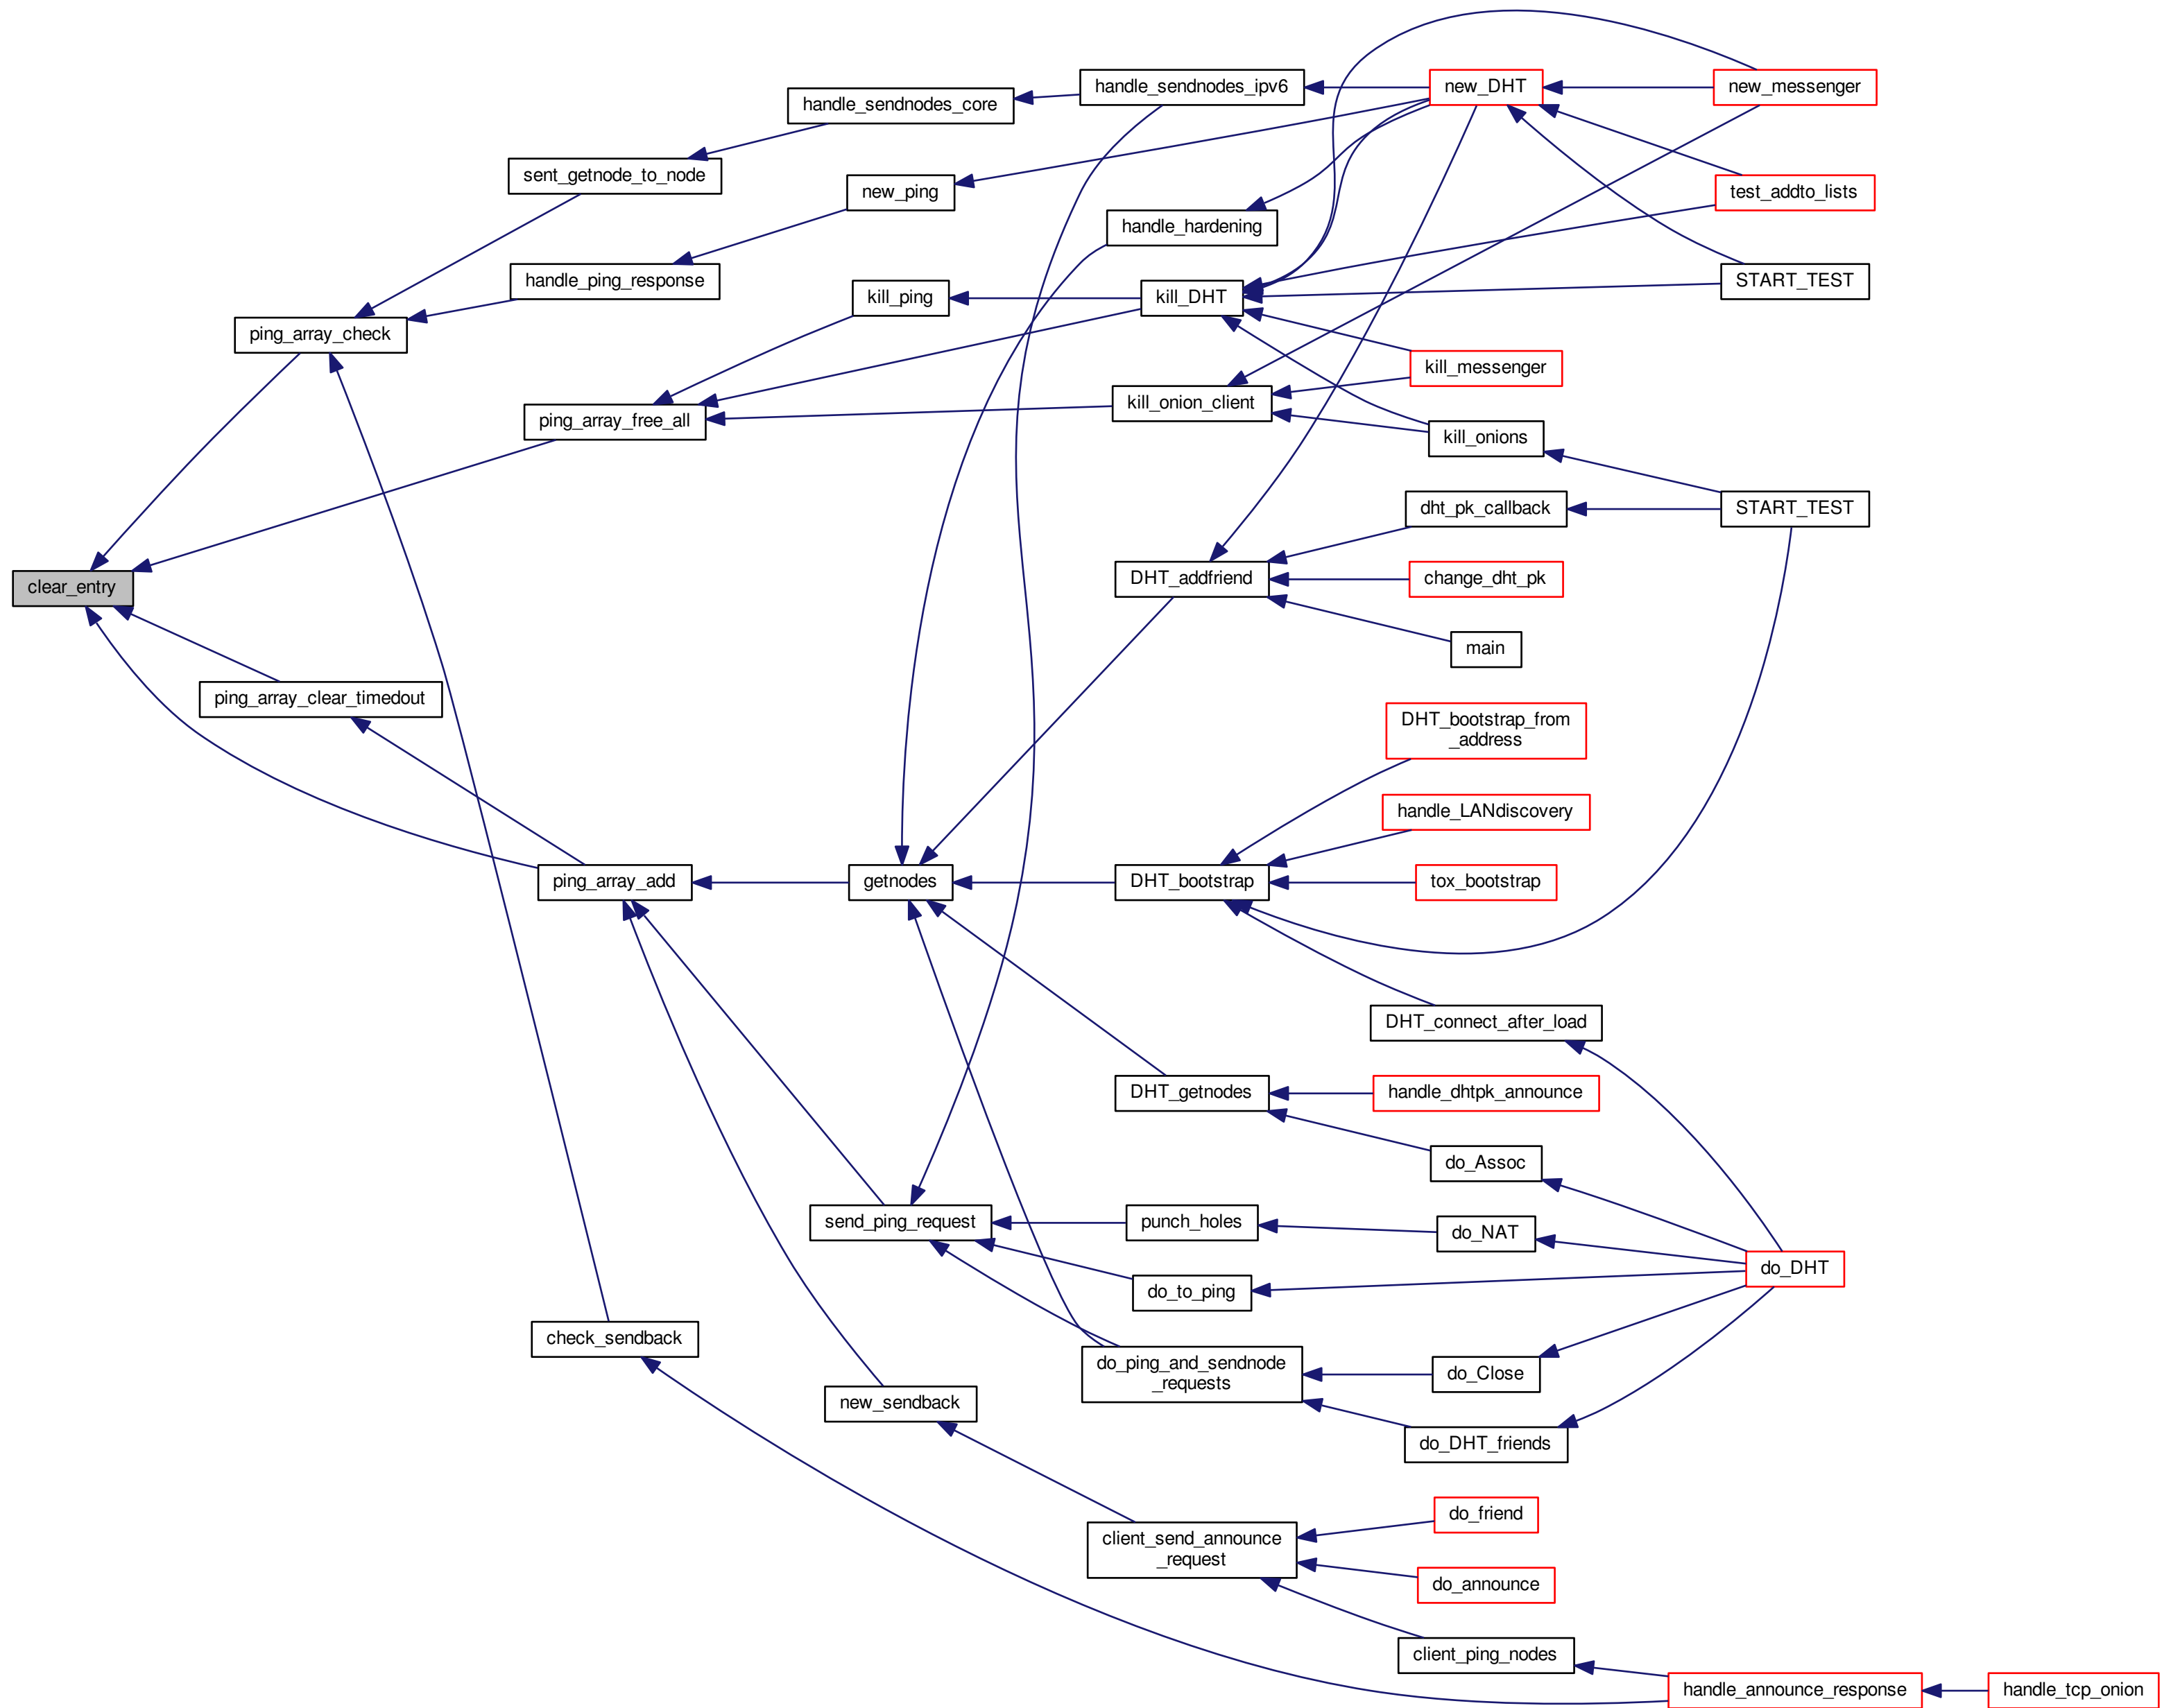 handle_sendnodes_ipv6
new_DHT
new_messenger
handle_sendnodes_core
sent_getnode_to_node
new_ping
test_addto_lists
handle_hardening
handle_ping_response
START_TEST
kill_ping
kill_DHT
ping_array_check
kill_messenger
kill_onion_client
ping_array_free_all
kill_onions
dht_pk_callback
START_TEST
DHT_addfriend
change_dht_pk
clear_entry
main
ping_array_clear_timedout
DHT_bootstrap_from
_address
handle_LANdiscovery
ping_array_add
getnodes
DHT_bootstrap
tox_bootstrap
DHT_connect_after_load
DHT_getnodes
handle_dhtpk_announce
do_Assoc
send_ping_request
punch_holes
do_NAT
do_DHT
do_to_ping
check_sendback
do_ping_and_sendnode
_requests
do_Close
new_sendback
do_DHT_friends
do_friend
client_send_announce
_request
do_announce
client_ping_nodes
handle_announce_response
handle_tcp_onion